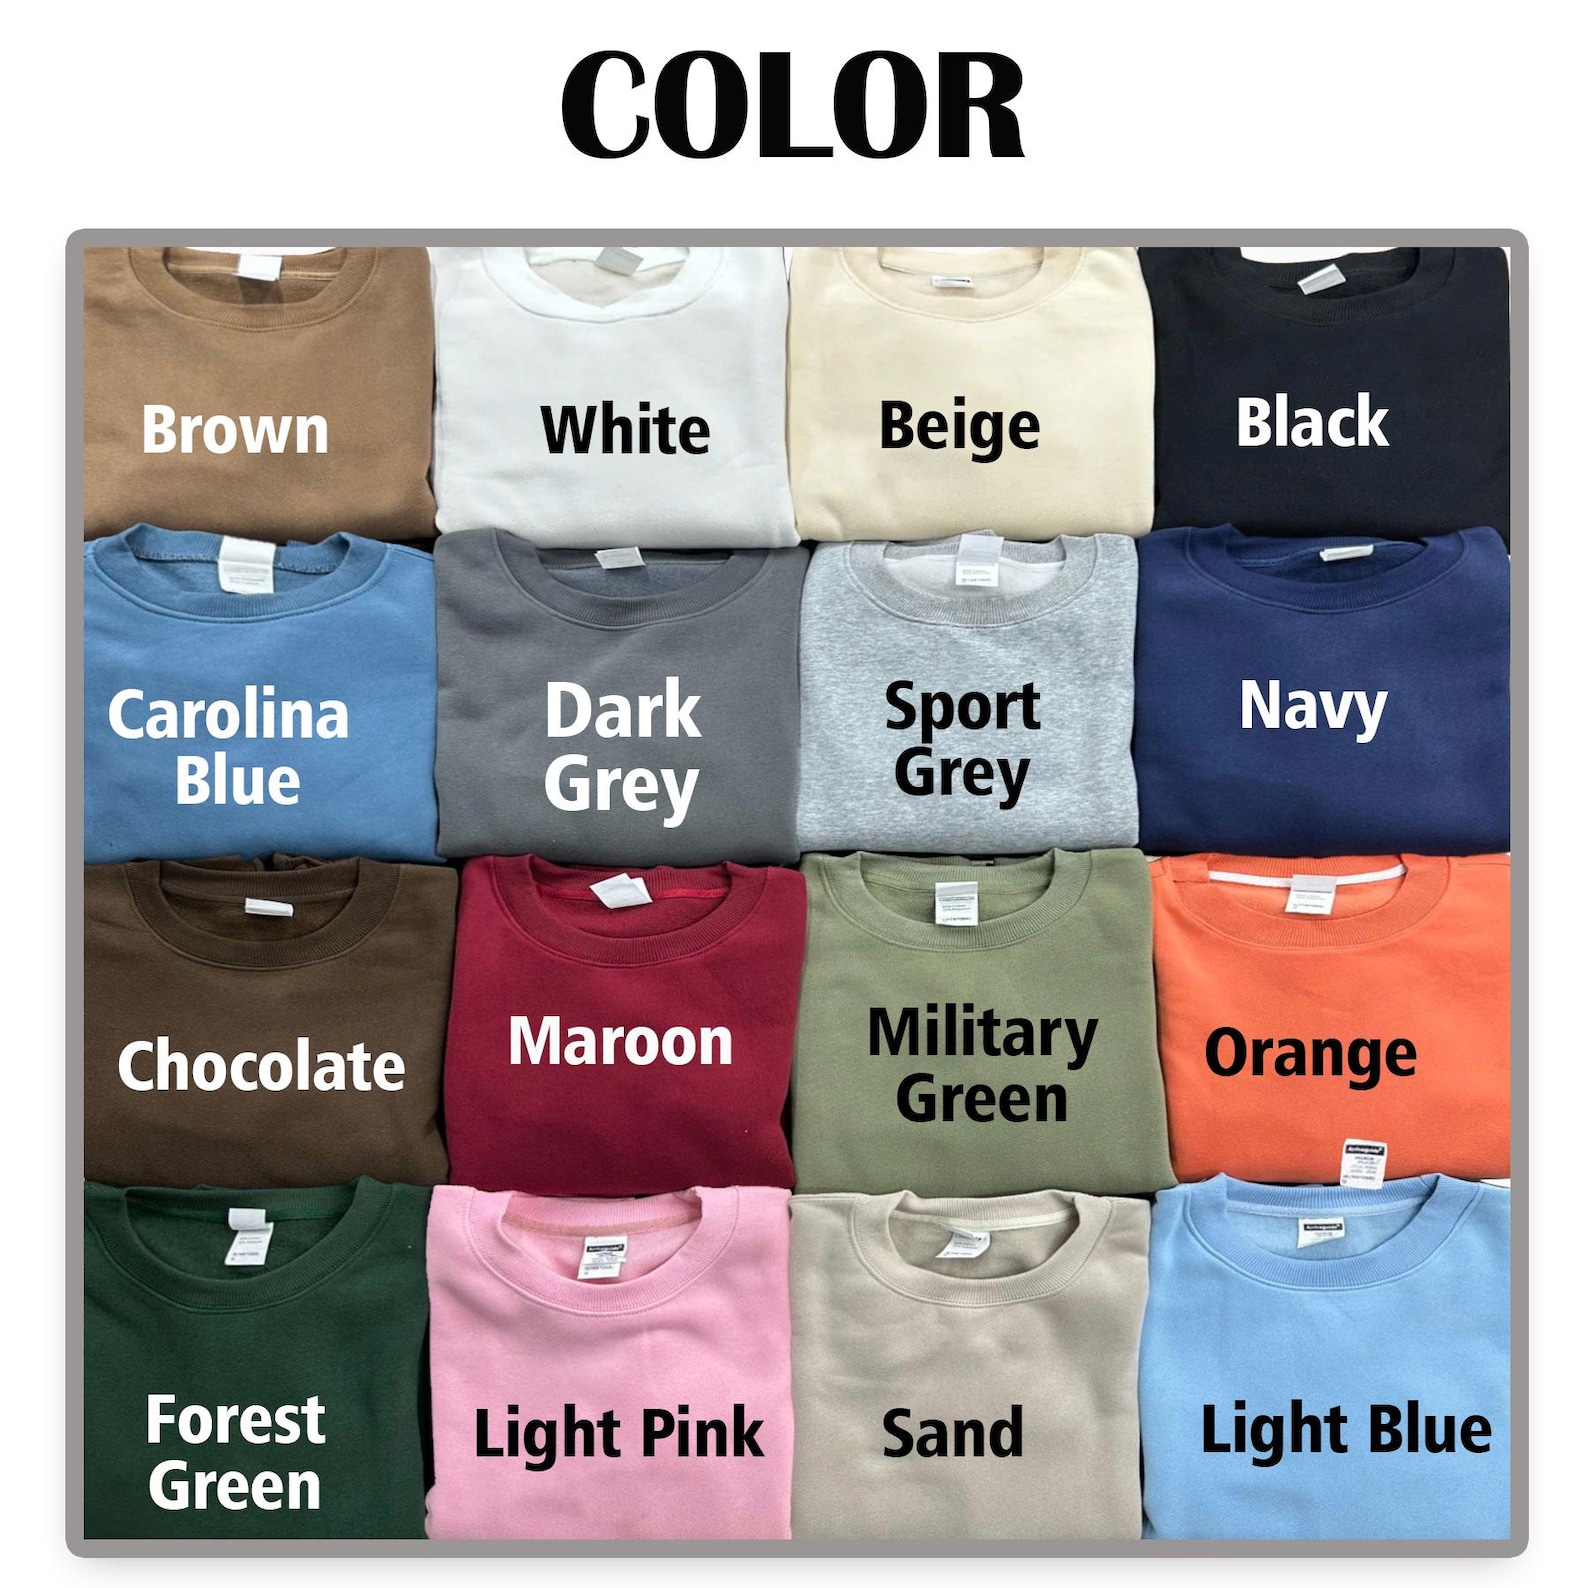 COLOR
Brown
White
Beige
Black
Carolina
Blue
Dark
Grey
Sport
Grey
Navy
Chocolate
Maroon
Military
Green
Orange
Forest
Green
Light Pink
Sand
Light Blue